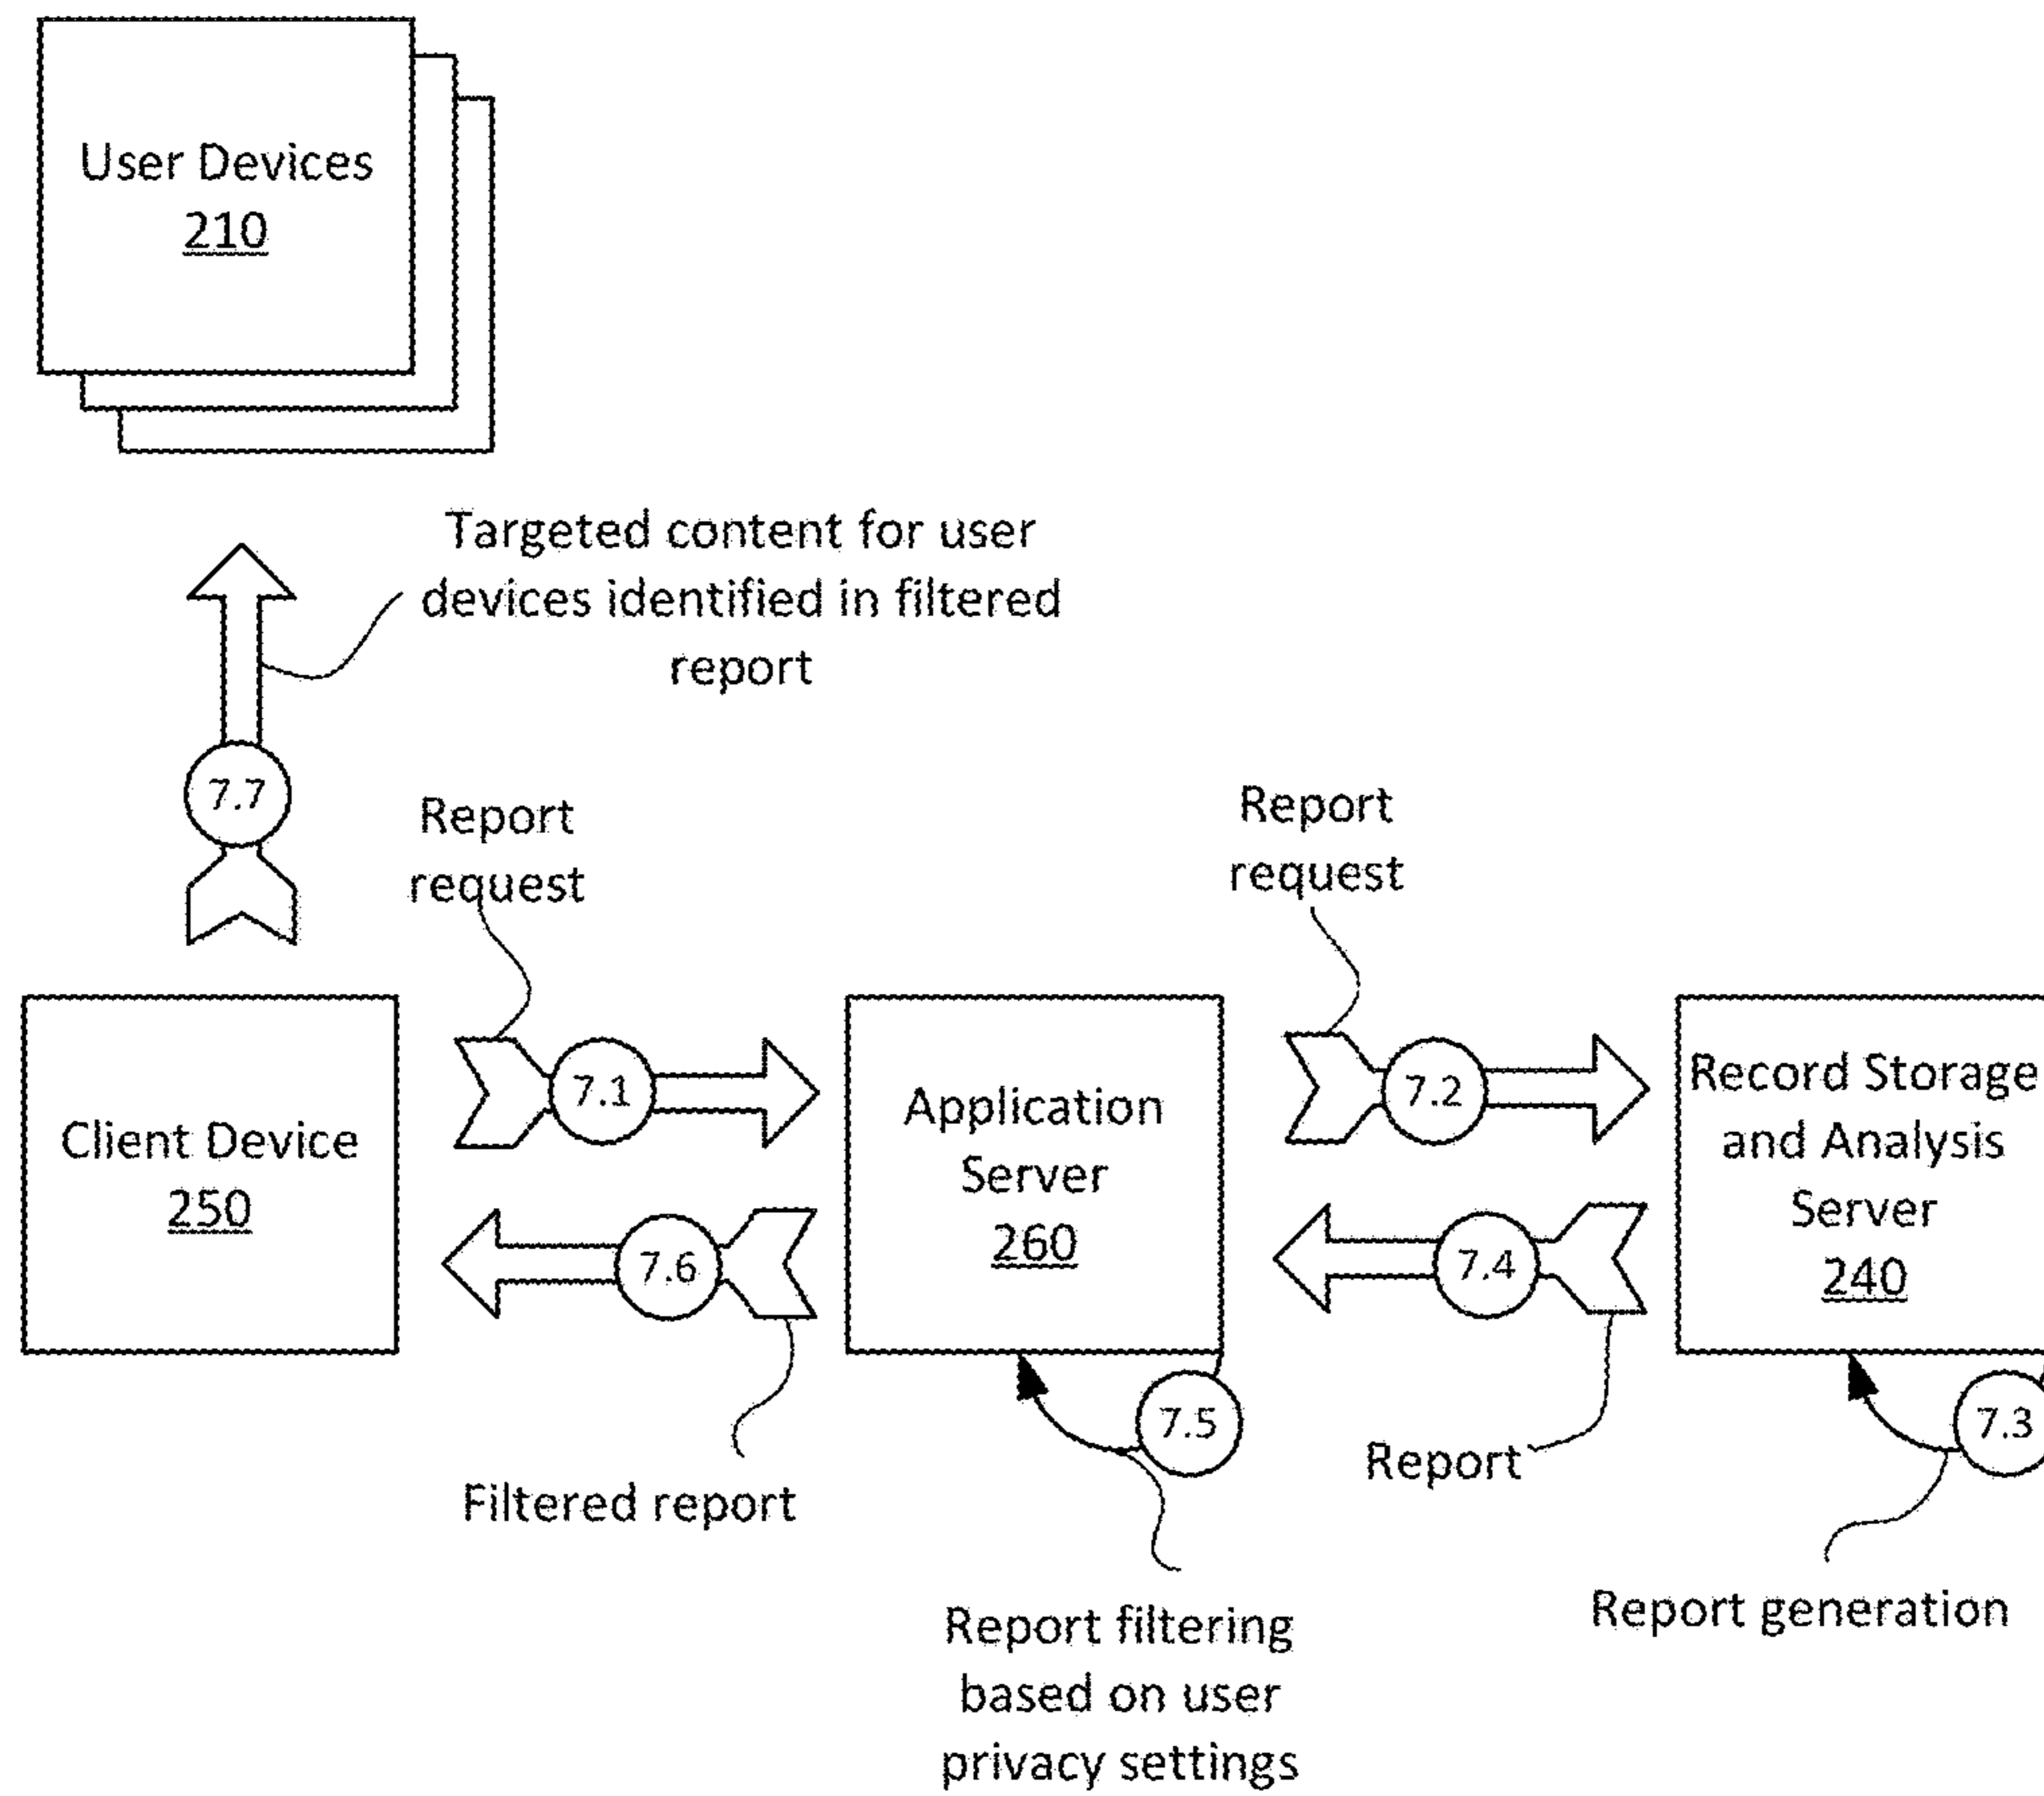 User Devices
210
Targeted content for user
devices identified in filtered
report
7.7
Report
request
Report
request
Client Device
250
7.1
Application
Server
260
7.2
Record Storage
and Analysis
Server
240
7.6
7.4
7.5
7.3
Filtered report
Report
Report filtering
based on user
privacy settings
Report generation